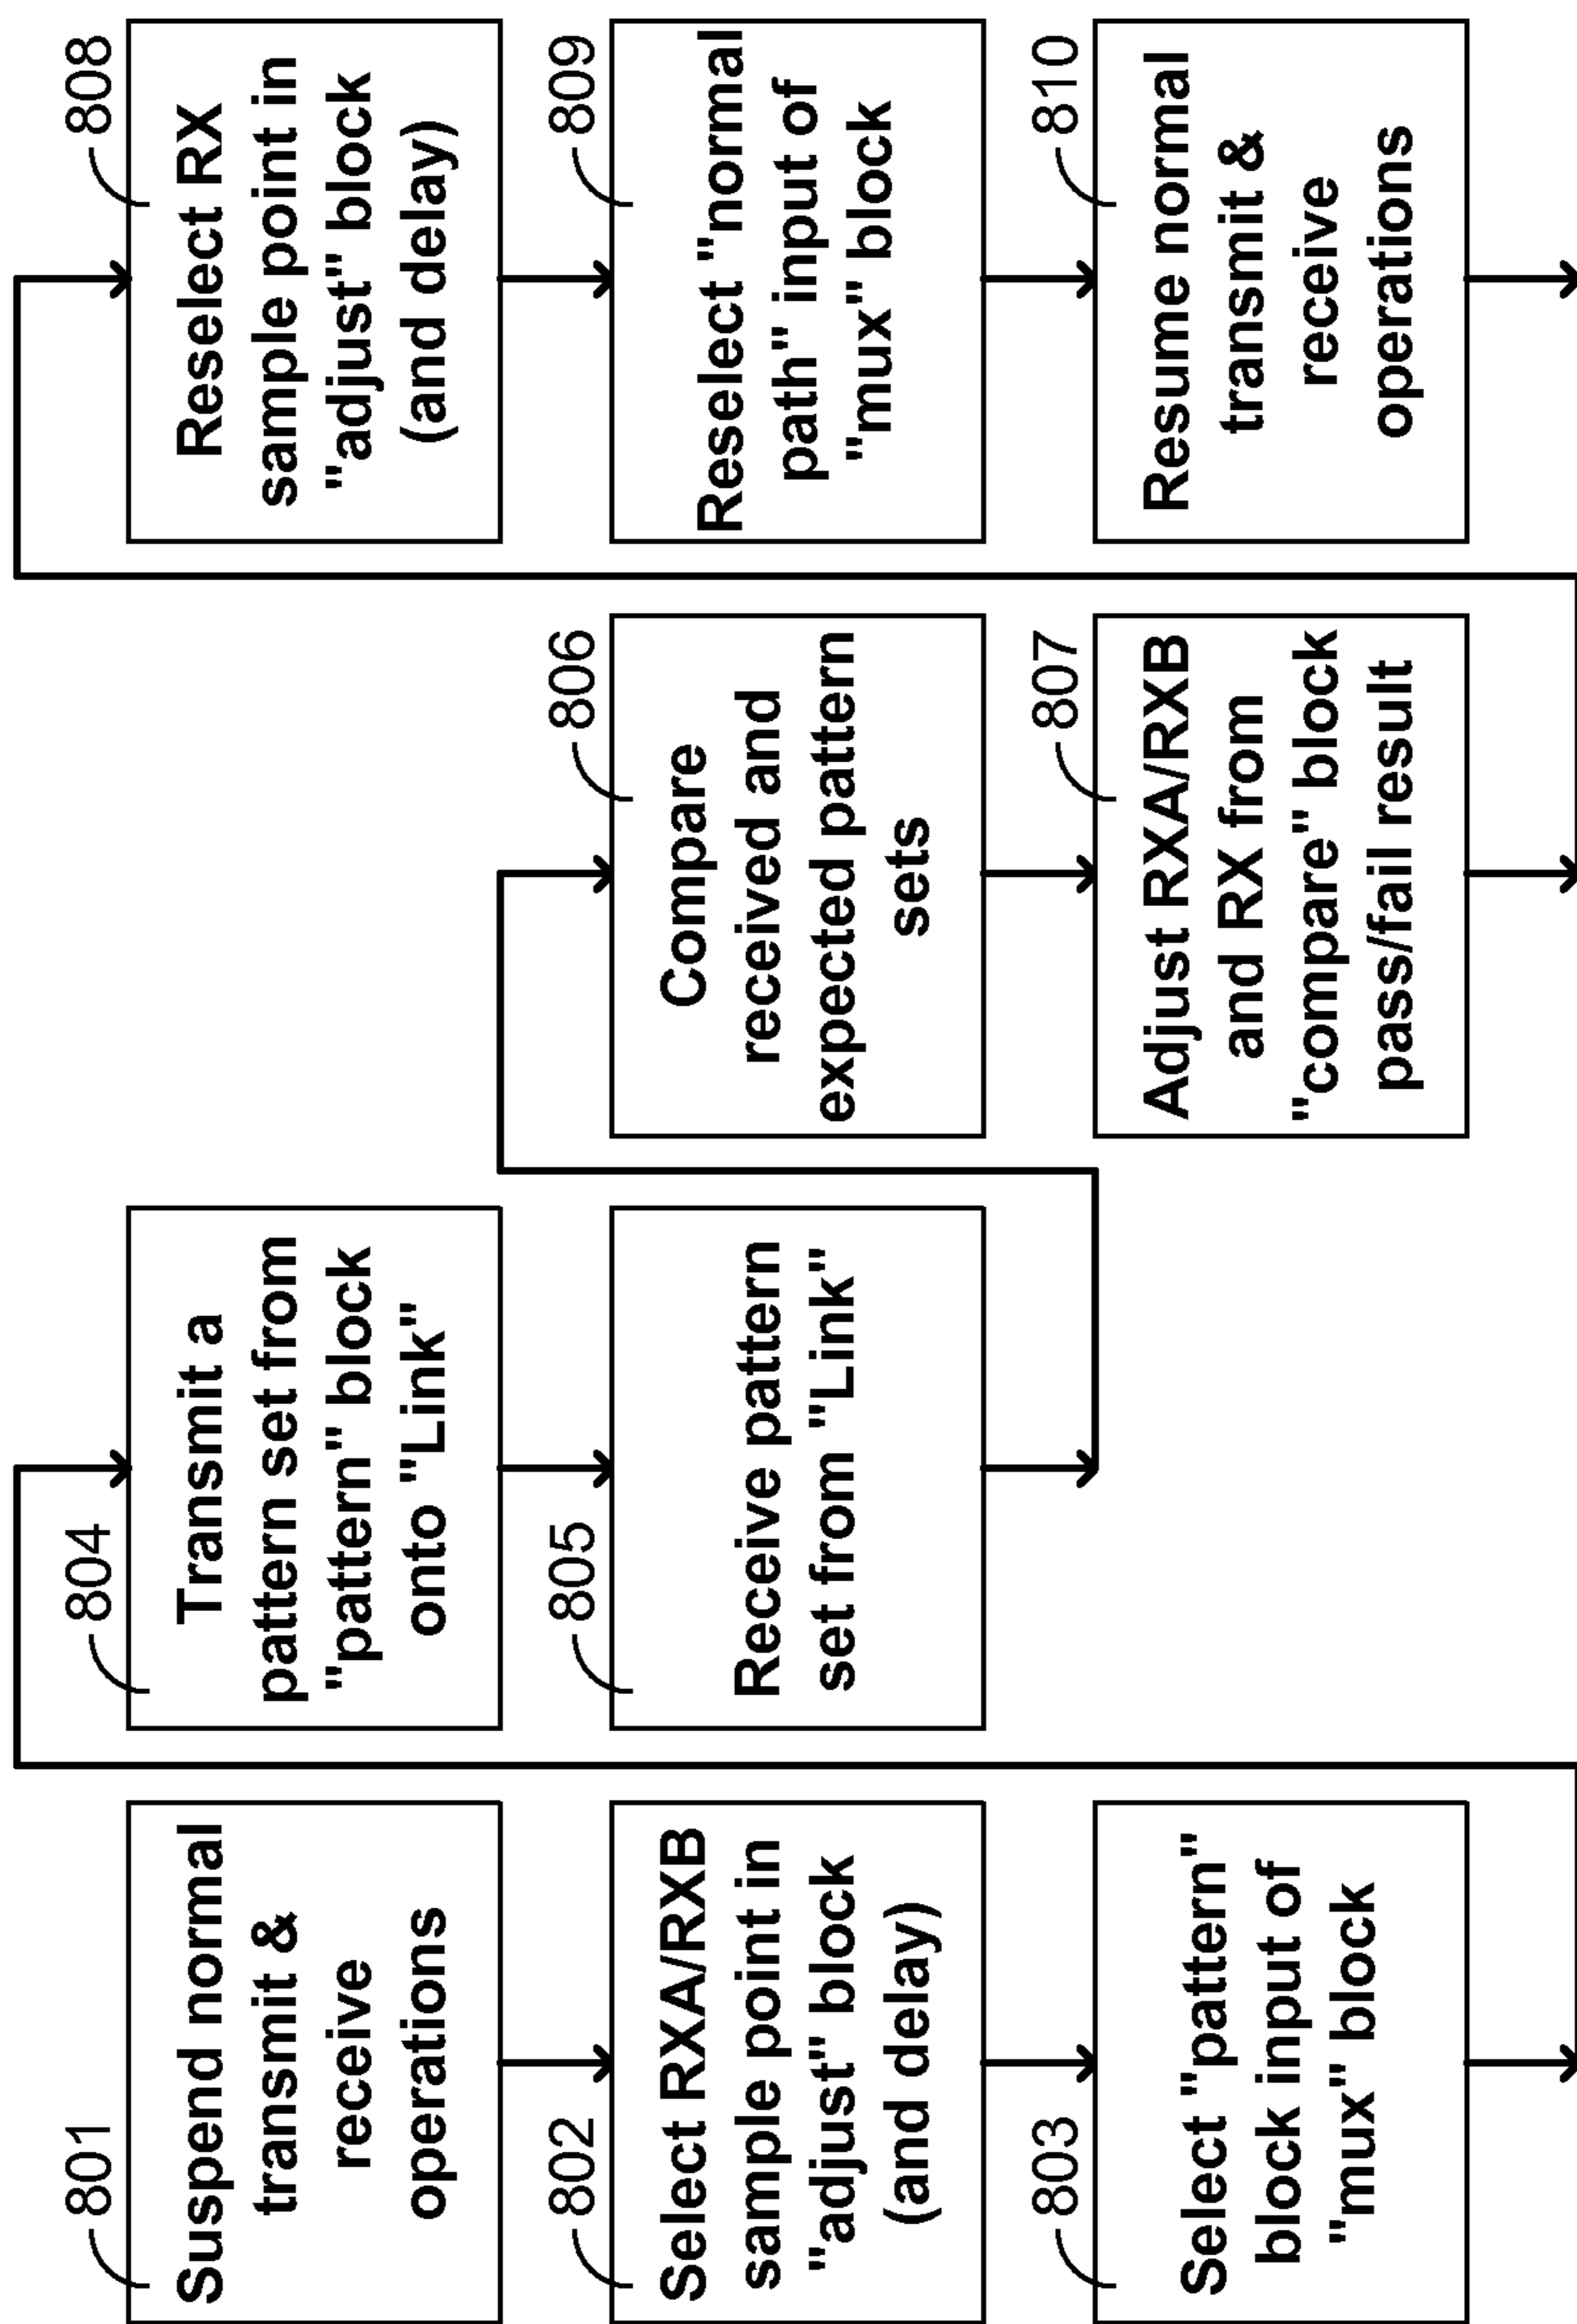 801
Suspend normal
transmit &
receive
operations
802
Select RXA/RXB
sample point in
"adjust" block
(and delay)
803
Select "pattern"
block input of
"mux" block
804
Transmit a
pattern set from
"pattern" block
onto "Link"
805
Receive pattern
set from "Link"
806
Compare
received and
expected pattern
sets
807
Adjust RXA/RXB
and RX from
"compare" block
pass/fail result
808
Reselect RX
sample point in
"adjust" block
(and delay)
809
Reselect "normal
path" input of
"mux" block
810
Resume normal
transmit &
receive
operations